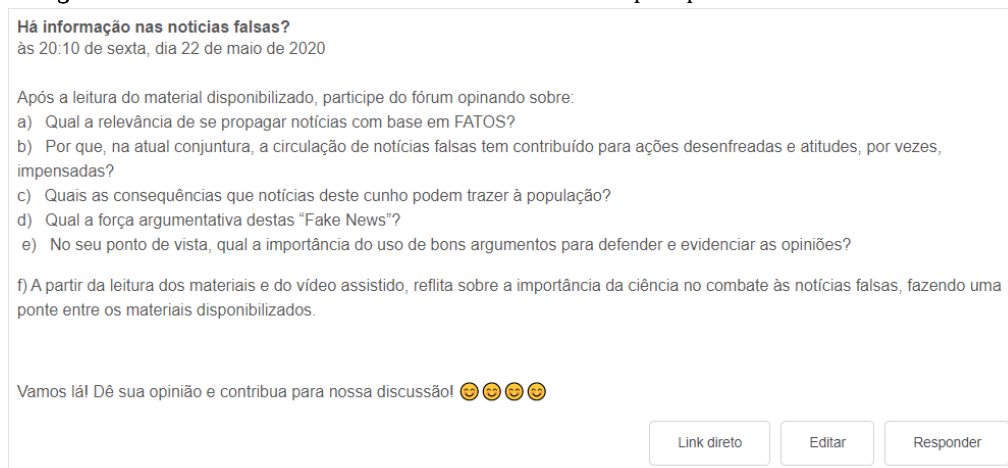 Há informação nas notícias falsas?
às 20:10 de sexta, dia 22 de maio de 2020
Após a leitura do material disponibilizado, participe do fórum opinando sobre:
a) Qual a relevância de se propagar notícias com base em FATOS?
b) Por que, na atual conjuntura, a circulação de notícias falsas tem contribuído para ações desenfreadas e atitudes, por vezes,
impensadas?
c) Quais as consequências que notícias deste cunho podem trazer à população?
d) Qual a força argumentativa destas “Fake News”?
e) No seu ponto de vista, qual a importância do uso de bons argumentos para defender e evidenciar as opiniões?
f) A partir da leitura dos materiais e do vídeo assistido, reflita sobre a importância da ciência no combate às notícias falsas, fazendo uma
ponte entre os materiais disponibilizados.
Vamos lá! Dê sua opinião e contribua para nossa discussão! 😊😊😊😊
Link direto Editar Responder